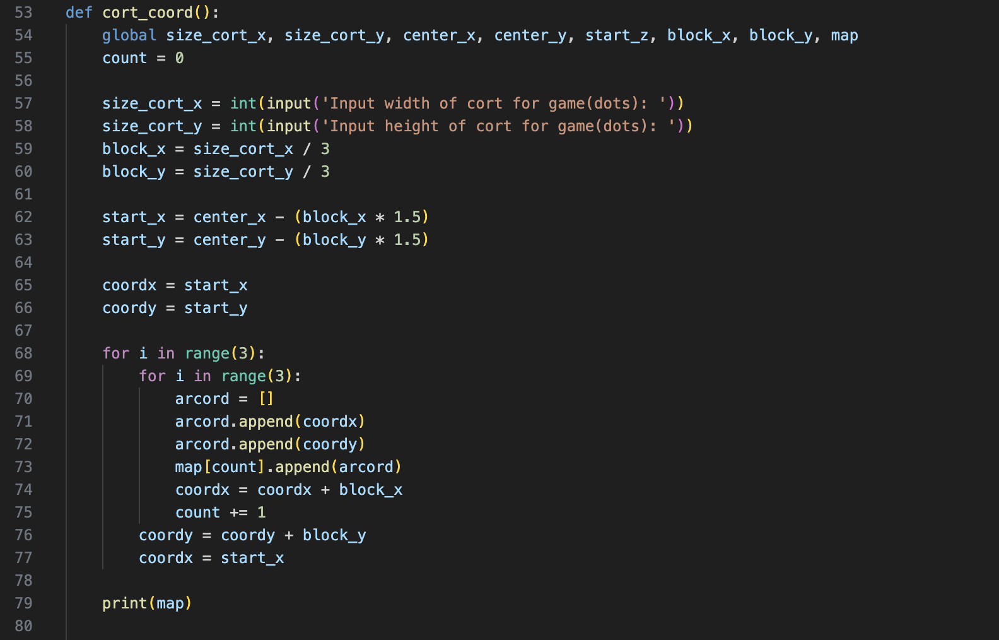 53 def cort_coord():
54 global size_cort_x, size_cort_y, center_x, center_y, start_z, block_x, block_y, map
55 count = 0
56
57 size_cort_x = int(input('Input width of cort for game(dots): '))
58 size_cort_y = int(input('Input height of cort for game(dots): '))
59 block_x = size_cort_x / 3
60 block_y = size_cort_y / 3
61
62 start_x = center_x - (block_x * 1.5)
63 start_y = center_y - (block_y * 1.5)
64
65 coordx = start_x
66 coordy = start_y
67
68 for i in range(3):
69 for i in range(3):
70 arcord = []
71 arcord.append(coordx)
72 arcord.append(coordy)
73 map[count].append(arcord)
74 coordx = coordx + block_x
75 count += 1
76 coordy = coordy + block_y
77 coordx = start_x
78
79 print(map)
80